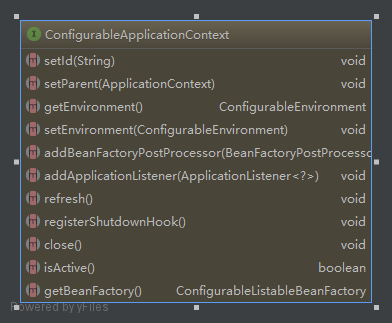 ConfigurableApplicationContext
setId(String) void
setParent(ApplicationContext) void
getEnvironment() ConfigurableEnvironment
setEnvironment(ConfigurableEnvironment) void
addBeanFactoryPostProcessor(BeanFactoryPostProcesso
addApplicationListener(ApplicationListener<?>) void
refresh() void
registerShutdownHook() void
close() void
isActive() boolean
getBeanFactory() ConfigurableListableBeanFactory
Powered by yFiles